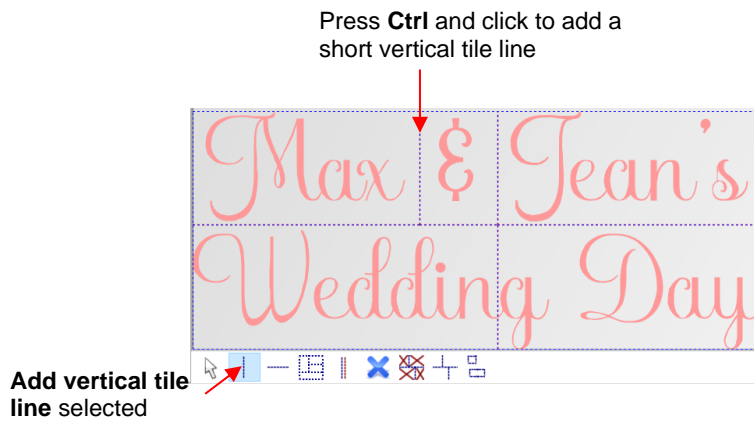 Press Ctrl and click to add a
short vertical tile line
Max & Jean's
Wedding Day
Add vertical tile
line selected